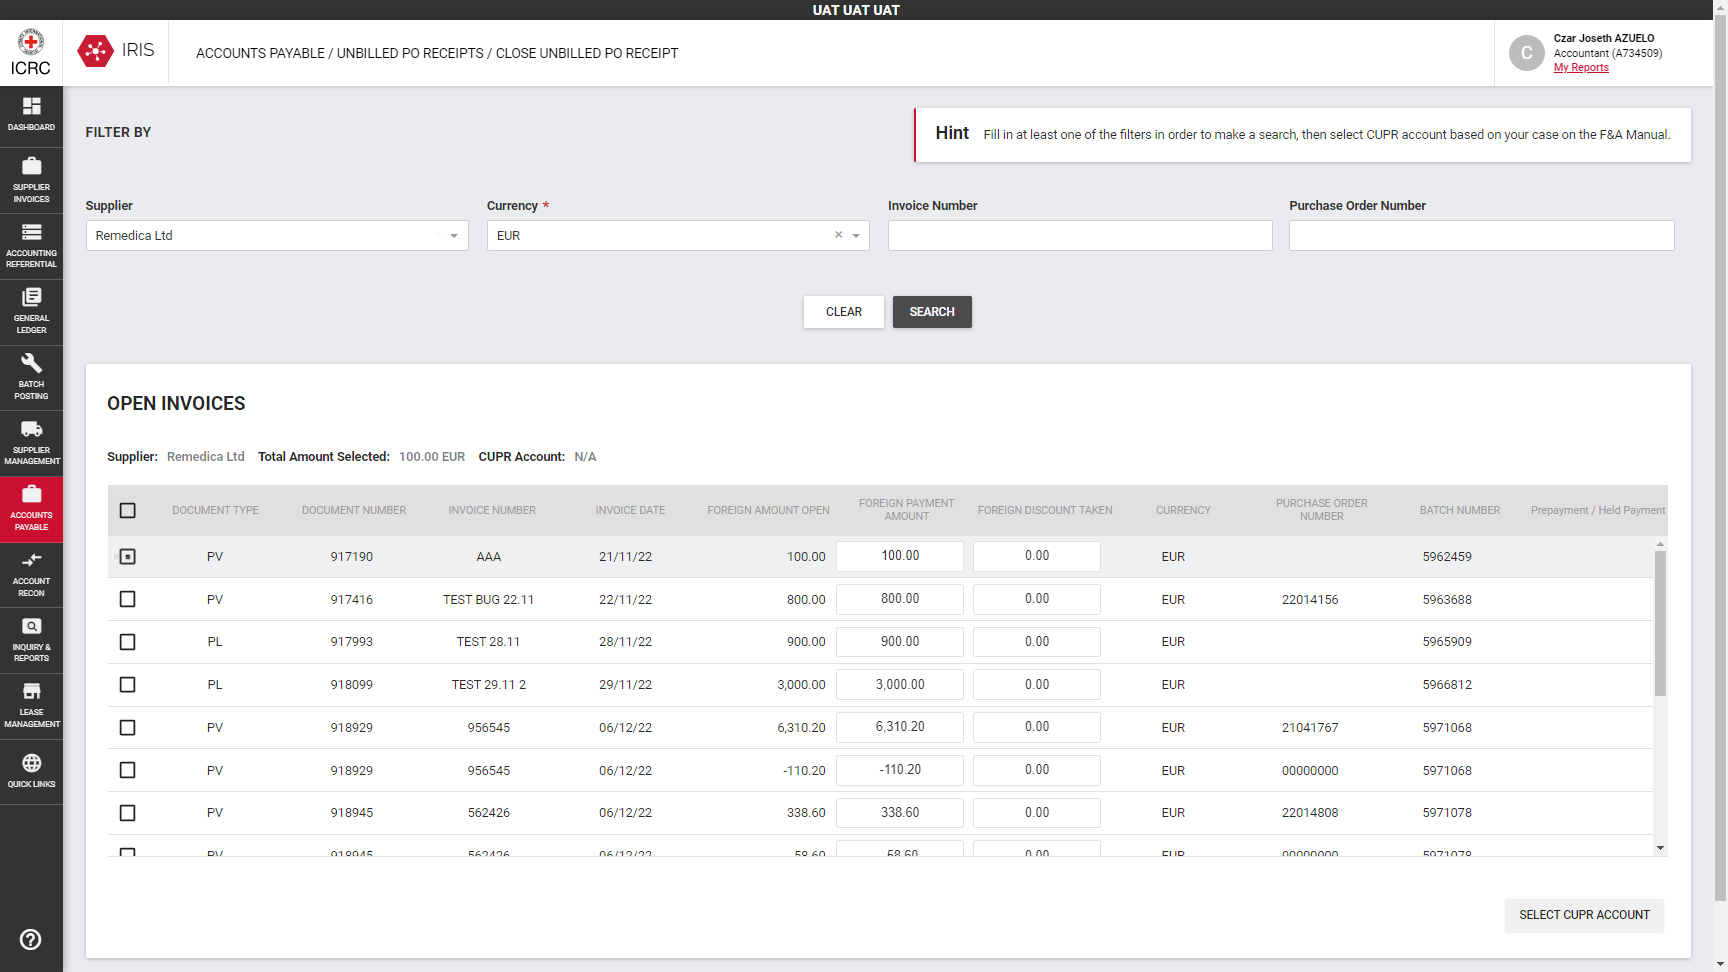 UAT UAT UAT
ICRC
IRIS
ACCOUNTS PAYABLE / UNBILLED PO RECEIPTS / CLOSE UNBILLED PO RECEIPT
C
Czar Joseth AZUELO
Accountant (A734509)
My Reports
DASHBOARD
SUPPLIER
INVOICES
ACCOUNTING
REFERENTIAL
GENERAL
LEDGER
BATCH
POSTING
SUPPLIER
MANAGEMENT
ACCOUNTS
PAYABLE
ACCOUNT
RECON
INQUIRY &
REPORTS
LEASE
MANAGEMENT
QUICK LINKS
FILTER BY
Hint Fill in at least one of the filters in order to make a search, then select CUPR account based on your case on the F&A Manual.
Supplier Currency * Invoice Number Purchase Order Number
Remedica Ltd EUR ×
CLEAR SEARCH
OPEN INVOICES
Supplier: Remedica Ltd Total Amount Selected: 100.00 EUR CUPR Account: N/A
DOCUMENT TYPE DOCUMENT NUMBER INVOICE NUMBER INVOICE DATE FOREIGN AMOUNT OPEN FOREIGN PAYMENT AMOUNT FOREIGN DISCOUNT TAKEN CURRENCY PURCHASE ORDER NUMBER BATCH NUMBER Prepayment / Held Payment
PV 917190 AAA 21/11/22 100.00 100.00 0.00 EUR 5962459
PV 917416 TEST BUG 22.11 22/11/22 800.00 800.00 0.00 EUR 22014156 5963688
PL 917993 TEST 28.11 28/11/22 900.00 900.00 0.00 EUR 5965909
PL 918099 TEST 29.11 2 29/11/22 3,000.00 3,000.00 0.00 EUR 5966812
PV 918929 956545 06/12/22 6,310.20 6,310.20 0.00 EUR 21041767 5971068
PV 918929 956545 06/12/22 -110.20 -110.20 0.00 EUR 00000000 5971068
PV 918945 562426 06/12/22 338.60 338.60 0.00 EUR 22014808 5971078
PV 918945 562426 06/12/22 58.60 58.60 0.00 EUR 00000000 5971078
SELECT CUPR ACCOUNT